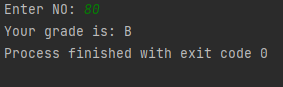 Enter NO: 80
Your grade is: B
Process finished with exit code 0